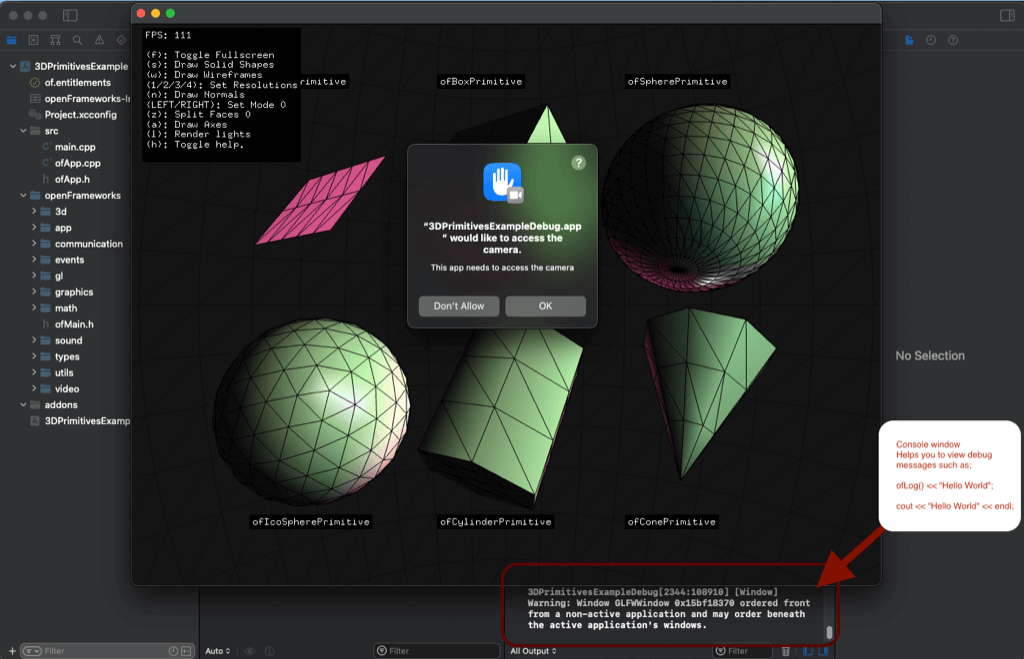 3DPrimitivesExample
of.entitlements
openFrameworks-I
Project.xcconfig
src
main.cpp
ofApp.cpp
ofApp.h
openFrameworks
3d
app
communication
events
gl
graphics
math
ofMain.h
sound
types
utils
video
addons
3DPrimitivesExamp
Filter
FPS: 111
(f): Toggle Fullscreen
(s): Draw Solid Shapes
(w): Draw Wireframes
(1/2/3/4): Set Resolutions
(n): Draw Normals
(LEFT/RIGHT): Set Mode 0
(z): Split Faces 0
(a): Draw Axes
(l): Render lights
(h): Toggle help.
rimitive
ofBoxPrimitive
ofSpherePrimitive
?
“3DPrimitivesExampleDebug.app
” would like to access the
camera.
This app needs to access the camera
Don't Allow
OK
ofIcoSpherePrimitive
ofCylinderPrimitive
ofConePrimitive
No Selection
Console window
Helps you to view debug
messages such as;
ofLog() << "Hello World";
cout << "Hello World" << endl;
3DPrimitivesExampleDebug[2344:108910] [Window]
Warning: Window GLFWWindow 0x15bf18370 ordered front
from a non-active application and may order beneath
the active application's windows.
Auto
Filter
All Output
Filter